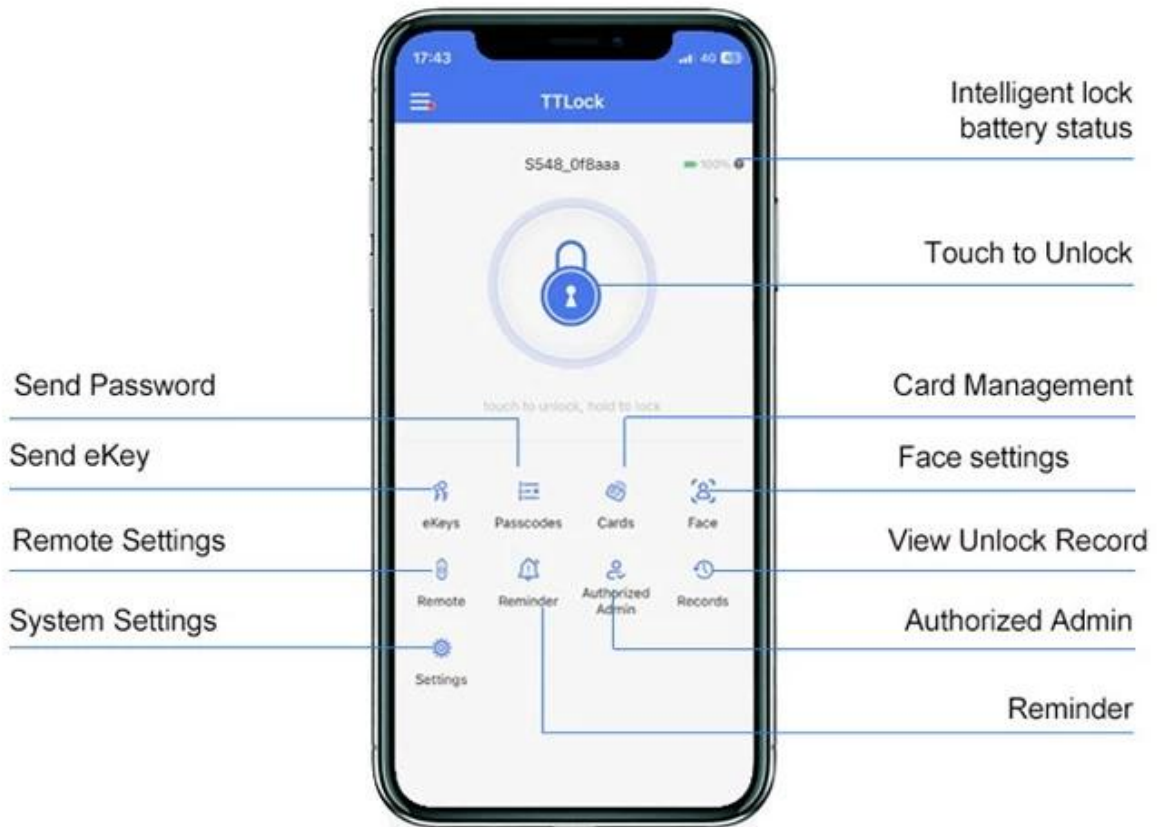 17:43
4G
TTLock
S548_0f8aaa
100%
touch to unlock, hold to lock
eKeys
Passcodes
Cards
Face
Remote
Reminder
Authorized
Admin
Records
Settings
Send Password
Send eKey
Remote Settings
System Settings
Intelligent lock
battery status
Touch to Unlock
Card Management
Face settings
View Unlock Record
Authorized Admin
Reminder